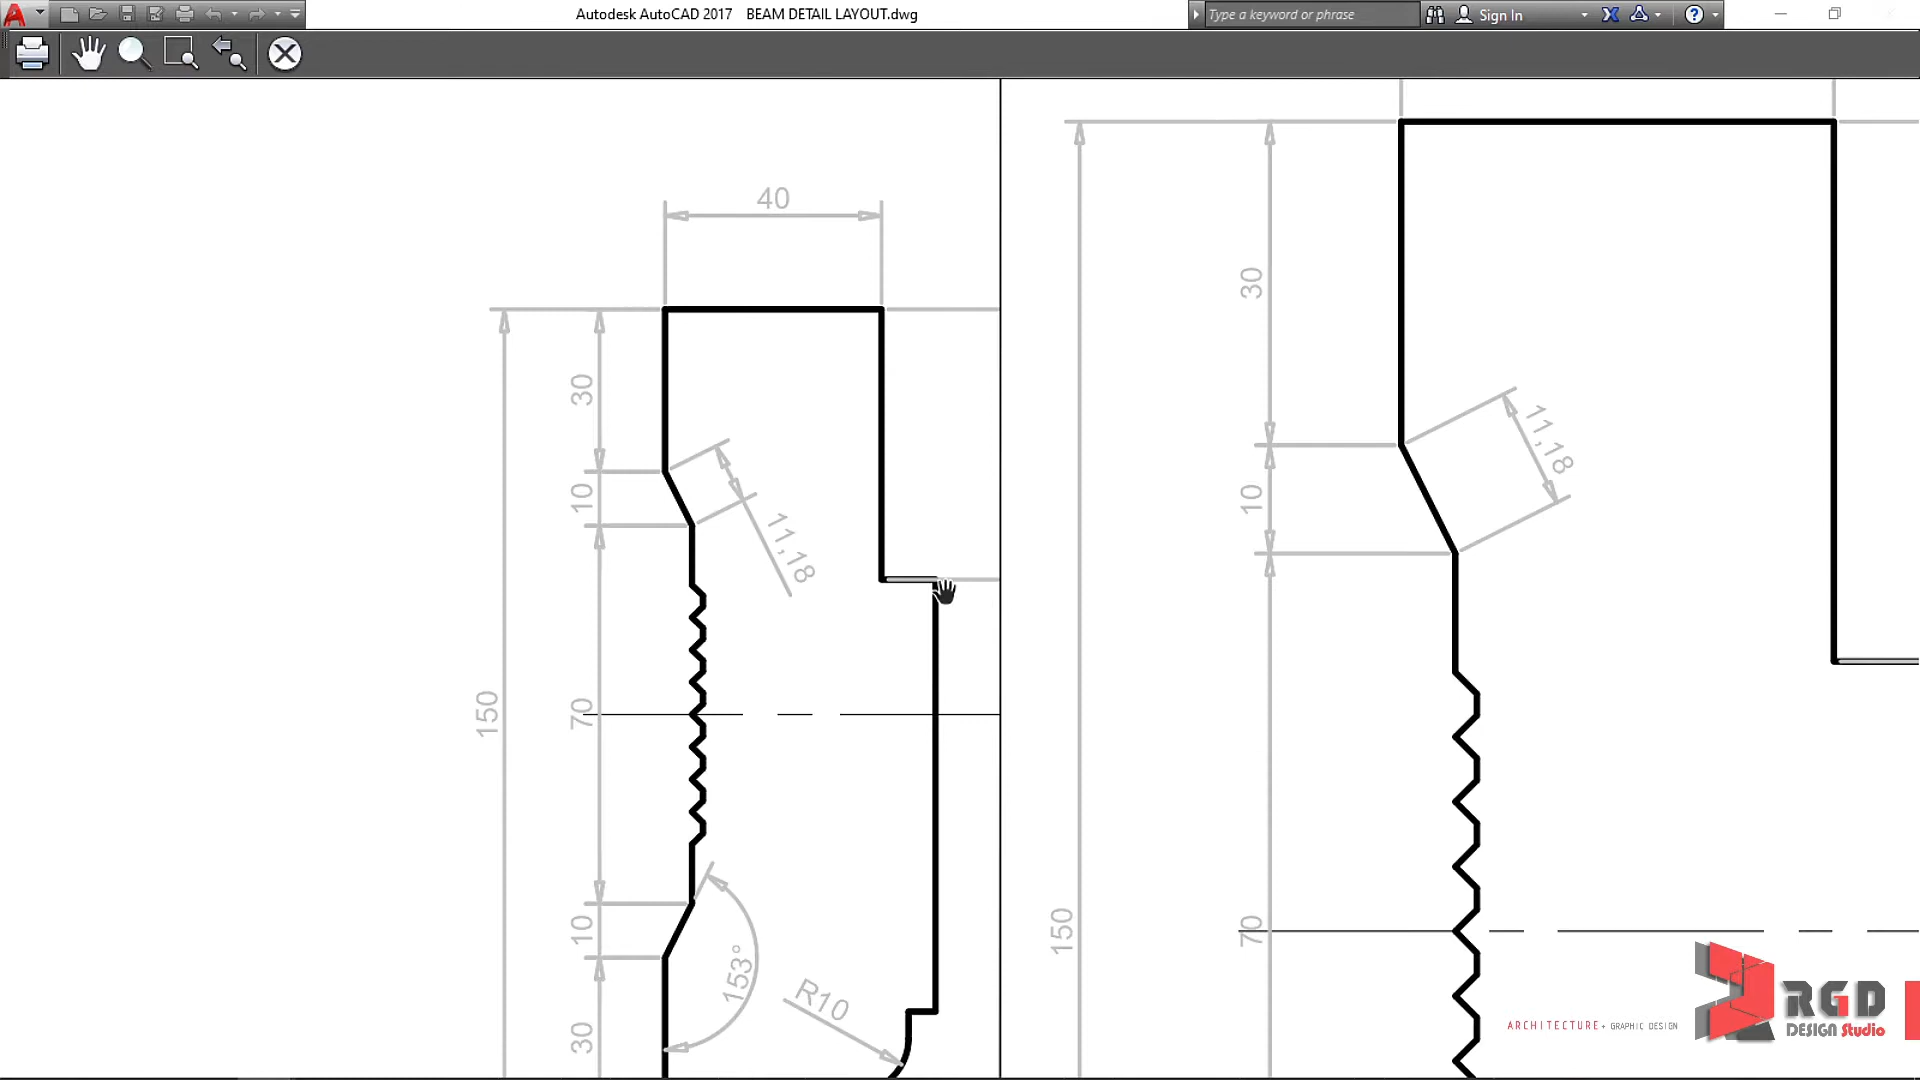 Autodesk AutoCAD 2017 BEAM DETAIL LAYOUT.dwg
Type a keyword or phrase
Sign In
40
30
10
11,18
150
70
10
153°
R10
30
30
10
11,18
150
70
RGD
DESIGN Studio
ARCHITECTURE + GRAPHIC DESIGN